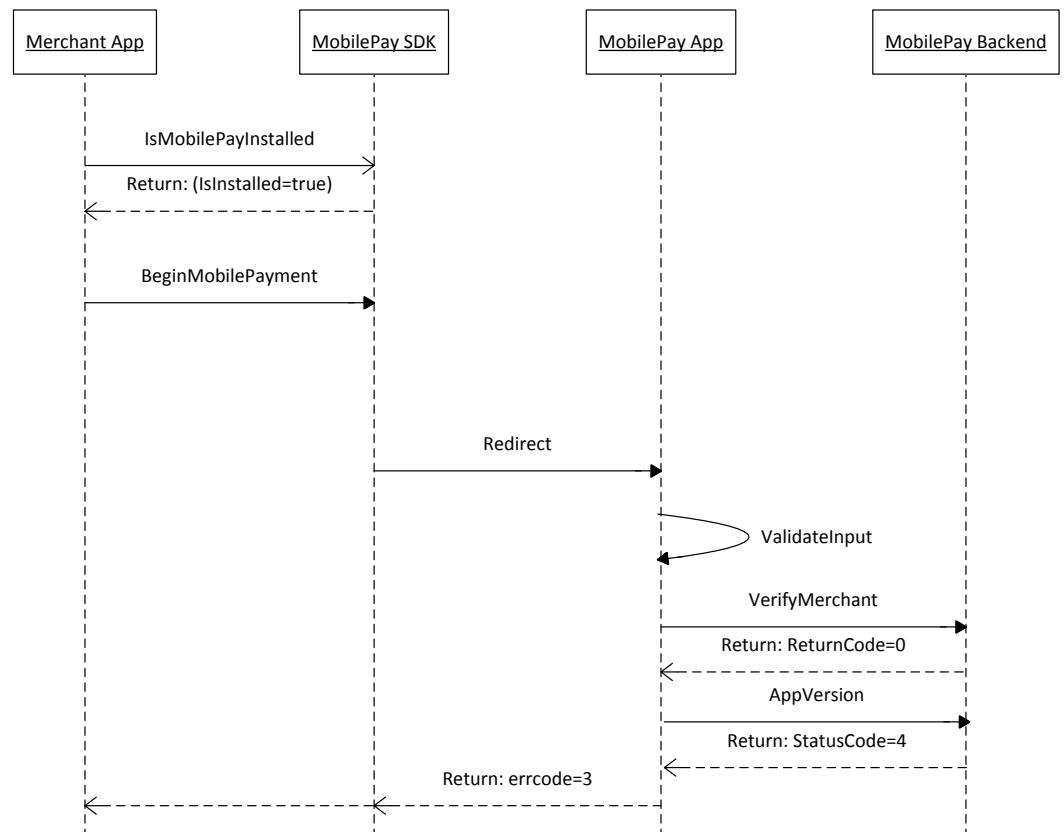 Merchant App
MobilePay SDK
MobilePay App
MobilePay Backend
IsMobilePayInstalled
Return: (IsInstalled=true)
BeginMobilePayment
Redirect
ValidateInput
VerifyMerchant
Return: ReturnCode=0
AppVersion
Return: StatusCode=4
Return: errcode=3